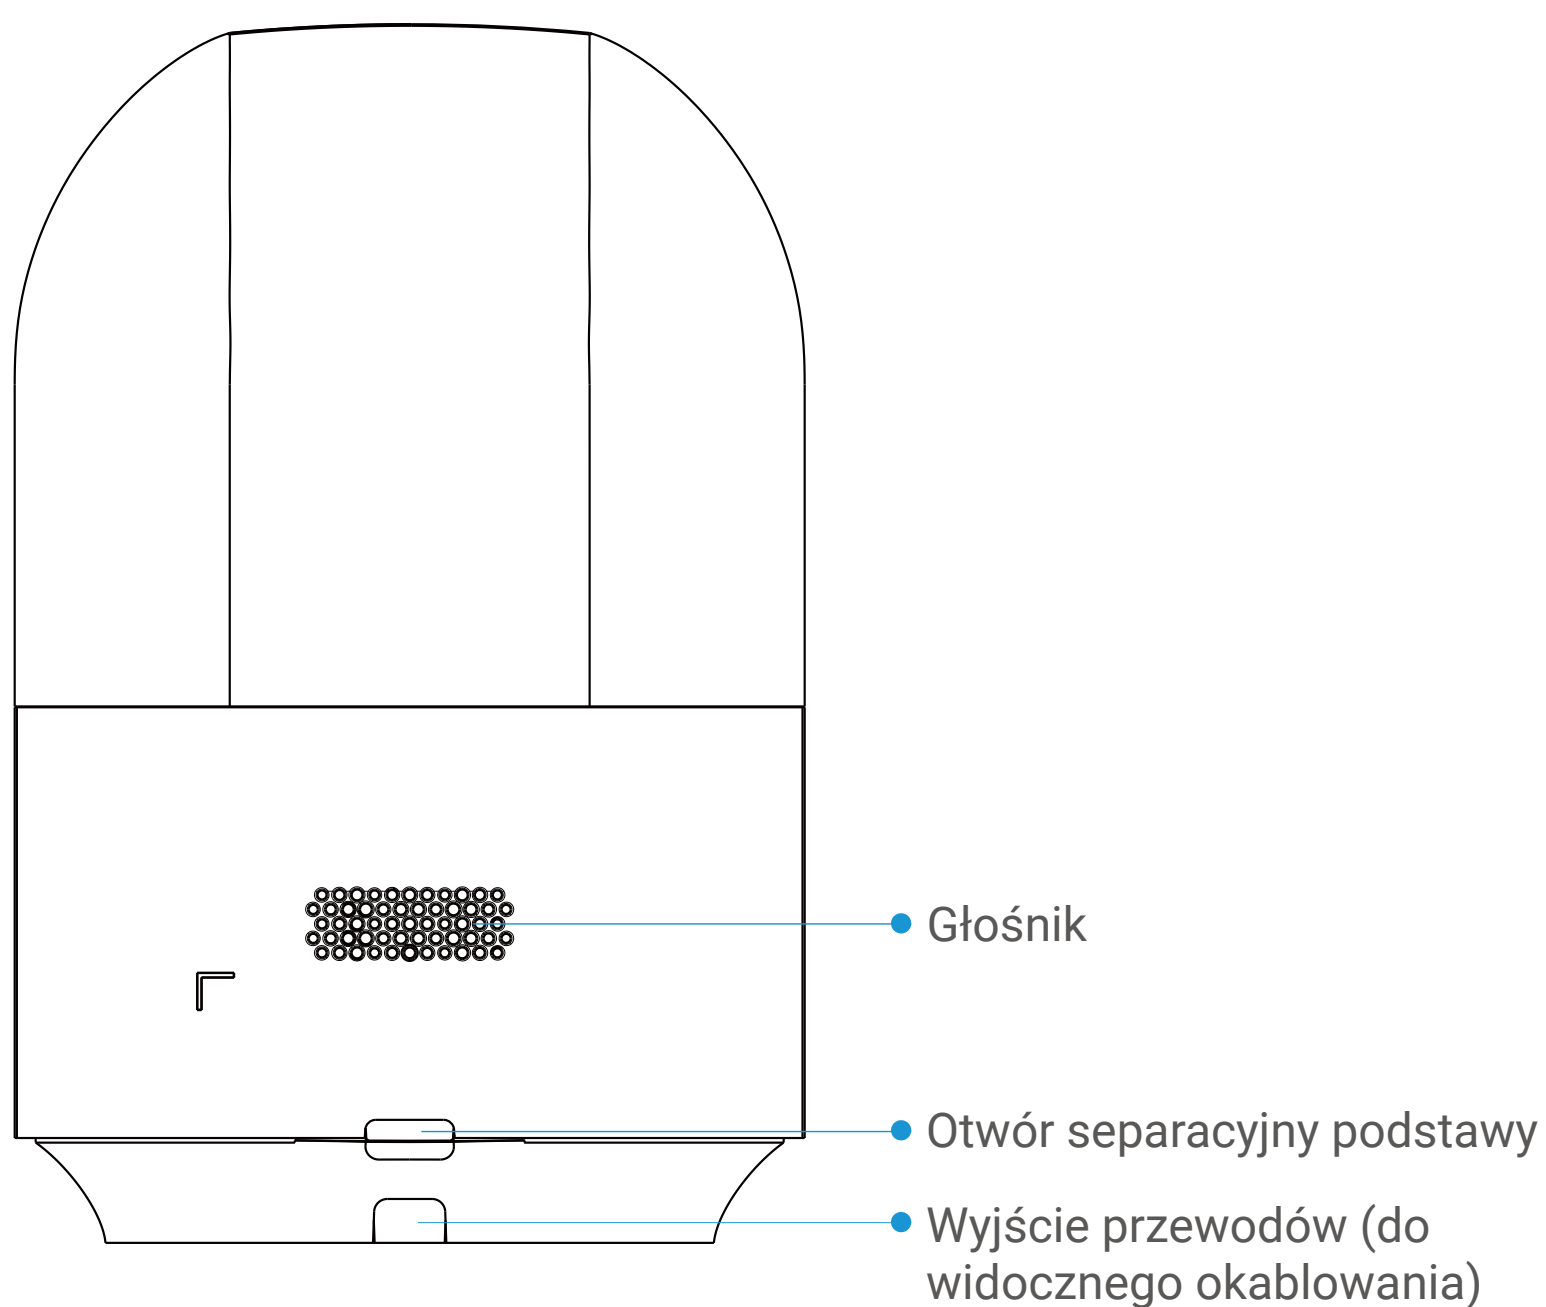 Głośnik
Otwór separacyjny podstawy
Wyjście przewodów (do
widocznego okablowania)